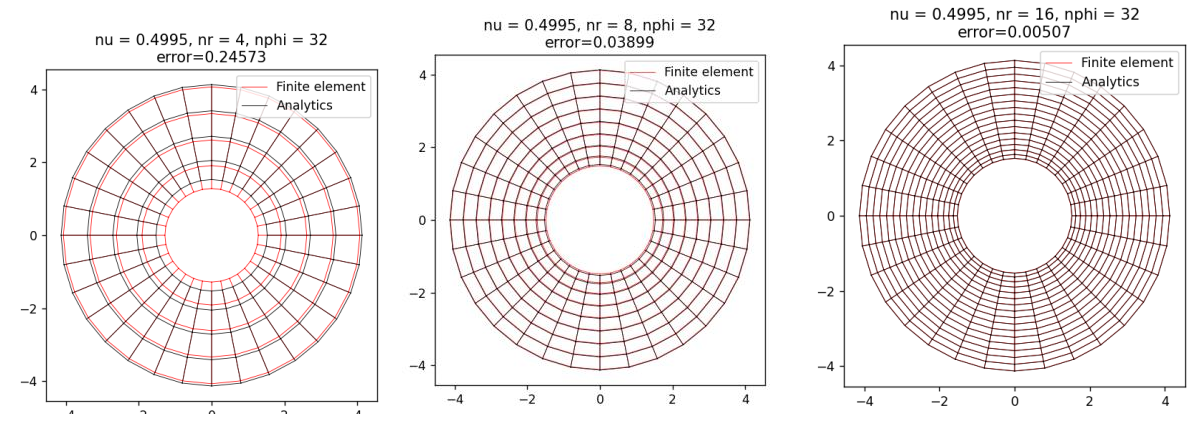 nu = 0.4995, nr = 4, nphi = 32
error=0.24573
Finite element
Analytics
4
2
0
−2
−4
−4
−2
0
2
4
nu = 0.4995, nr = 8, nphi = 32
error=0.03899
Finite element
Analytics
4
2
0
−2
−4
−4
−2
0
2
4
nu = 0.4995, nr = 16, nphi = 32
error=0.00507
Finite element
Analytics
4
2
0
−2
−4
−4
−2
0
2
4